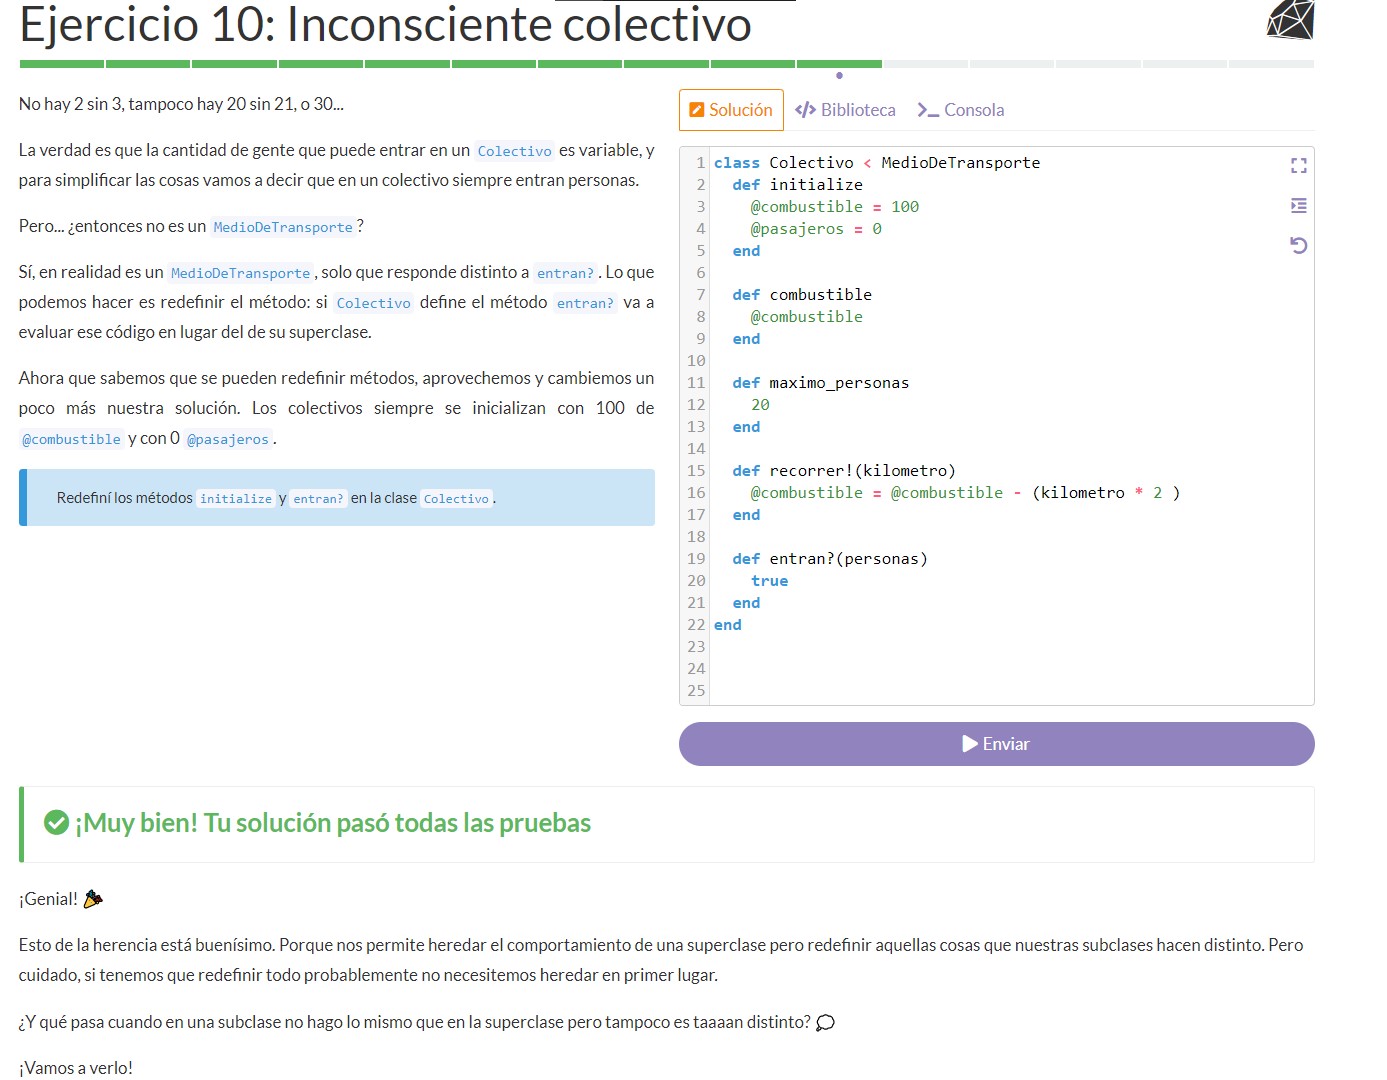 Ejercicio 10: Inconsciente colectivo
No hay 2 sin 3, tampoco hay 20 sin 21, o 30...
La verdad es que la cantidad de gente que puede entrar en un Colectivo es variable, y
para simplificar las cosas vamos a decir que en un colectivo siempre entran personas.
Pero... ¿entonces no es un MedioDeTransporte ?
Sí, en realidad es un MedioDeTransporte , solo que responde distinto a entran? . Lo que
podemos hacer es redefinir el método: si Colectivo define el método entran? va a
evaluar ese código en lugar del de su superclase.
Ahora que sabemos que se pueden redefinir métodos, aprovechemos y cambiemos un
poco más nuestra solución. Los colectivos siempre se inicializan con 100 de
@combustible y con 0 @pasajeros .
Redefiní los métodos initialize y entran? en la clase Colectivo .
Solución Biblioteca Consola
1 class Colectivo < MedioDeTransporte
2   def initialize
3     @combustible = 100
4     @pasajeros = 0
5   end
6
7   def combustible
8     @combustible
9   end
10
11   def maximo_personas
12     20
13   end
14
15   def recorrer!(kilometro)
16     @combustible = @combustible - (kilometro * 2 )
17   end
18
19   def entran?(personas)
20     true
21   end
22 end
23
24
25
Enviar
¡Muy bien! Tu solución pasó todas las pruebas
¡Genial!
Esto de la herencia está buenísimo. Porque nos permite heredar el comportamiento de una superclase pero redefinir aquellas cosas que nuestras subclases hacen distinto. Pero
cuidado, si tenemos que redefinir todo probablemente no necesitemos heredar en primer lugar.
¿Y qué pasa cuando en una subclase no hago lo mismo que en la superclase pero tampoco es taaaan distinto?
¡Vamos a verlo!